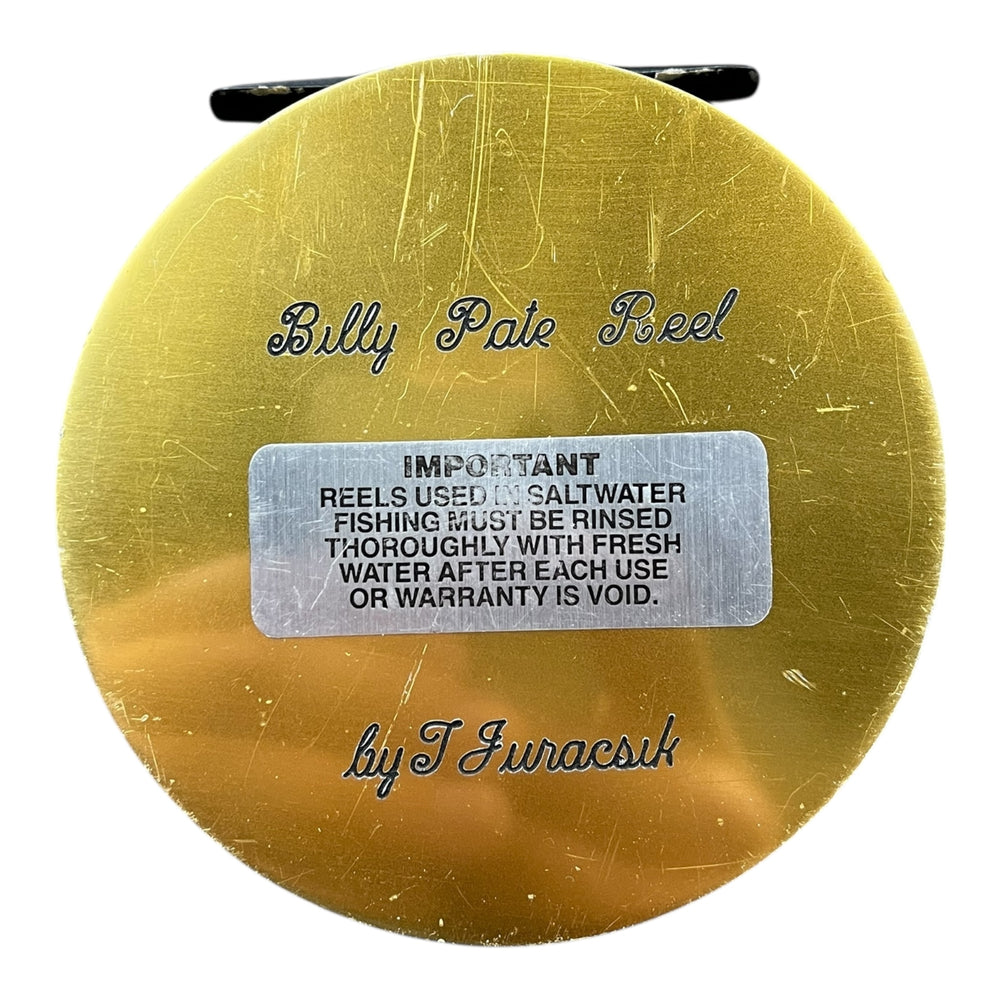 Billy Pate Reel
IMPORTANT
REELS USED IN SALTWATER
FISHING MUST BE RINSED
THOROUGHLY WITH FRESH
WATER AFTER EACH USE
OR WARRANTY IS VOID.
by T Juracsik